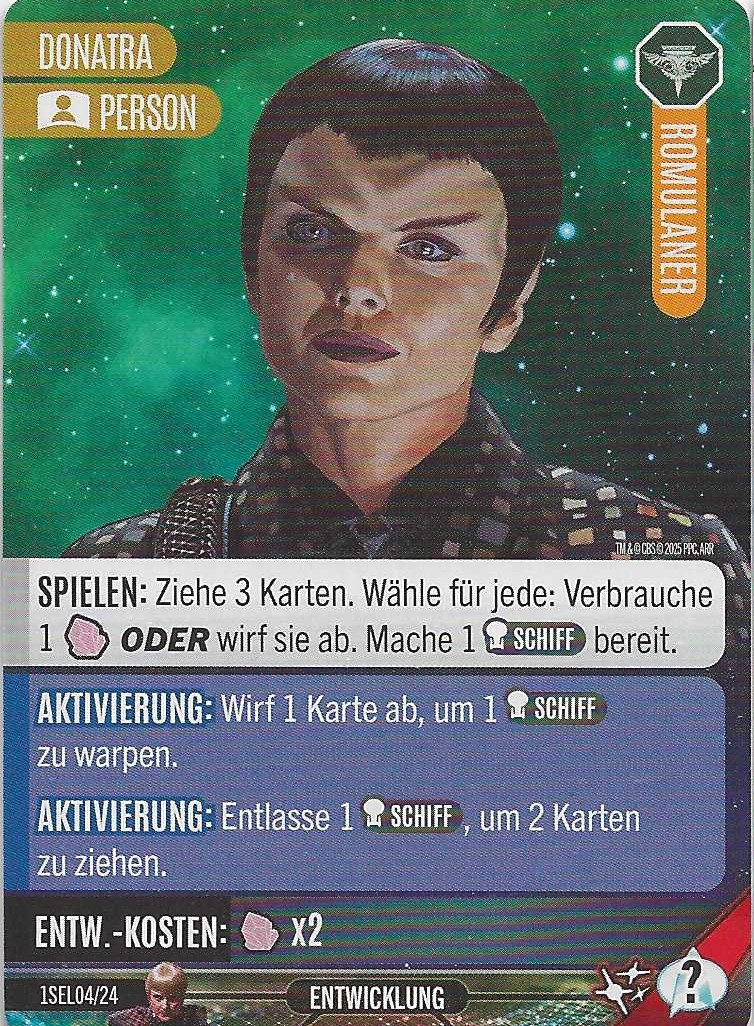 DONATRA
PERSON
ROMULANER
TM & © CBS © 2025 PPC. ARR
SPIELEN: Ziehe 3 Karten. Wähle für jede: Verbrauche
1 ODER wirf sie ab. Mache 1 SCHIFF bereit.
AKTIVIERUNG: Wirf 1 Karte ab, um 1 SCHIFF
zu warpen.
AKTIVIERUNG: Entlasse 1 SCHIFF, um 2 Karten
zu ziehen.
ENTW.-KOSTEN: x2
1SEL04/24
ENTWICKLUNG
?